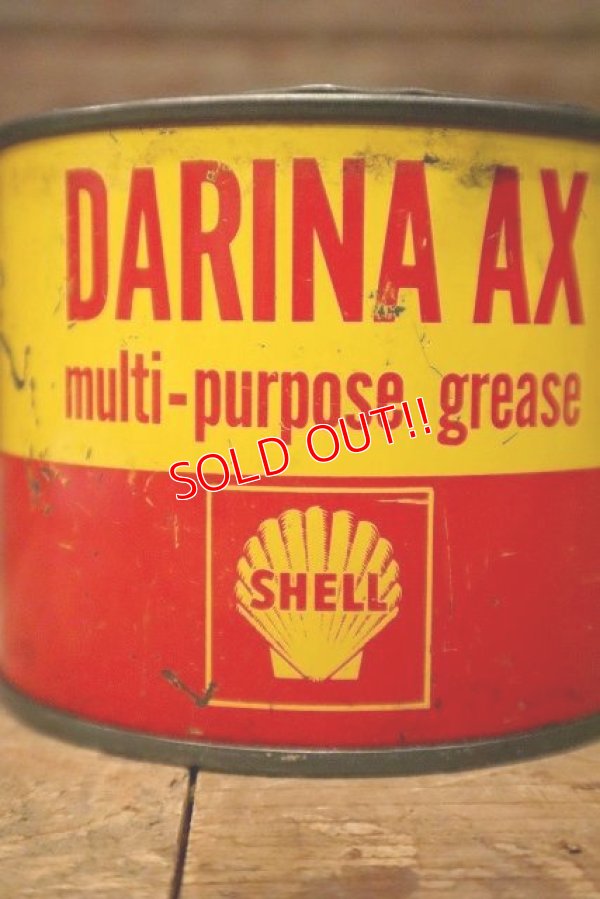 DARINA AX
multi-purpose grease
SOLD OUT!!
SHELL